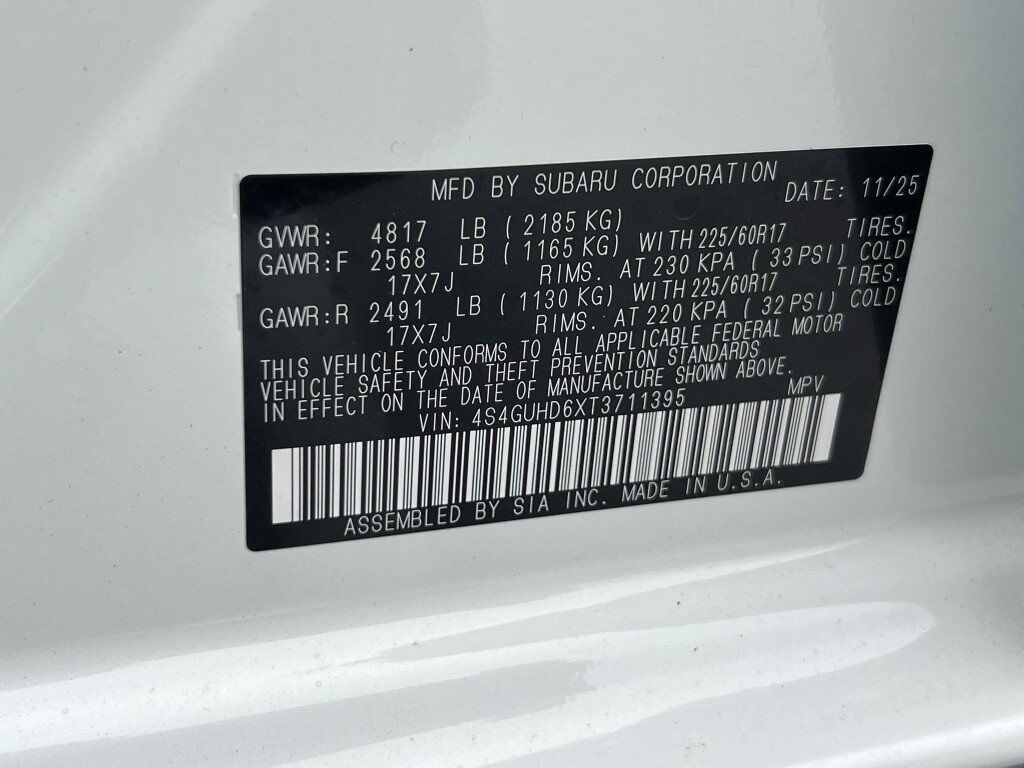 MFD BY SUBARU CORPORATION DATE: 11/25
GVWR: 4817 LB ( 2185 KG)
GAWR:F 2568 LB ( 1165 KG) WITH 225/60R17 TIRES.
17X7J RIMS. AT 230 KPA ( 33 PSI) COLD
GAWR:R 2491 LB ( 1130 KG) WITH 225/60R17 TIRES.
17X7J RIMS. AT 220 KPA ( 32 PSI) COLD
THIS VEHICLE CONFORMS TO ALL APPLICABLE FEDERAL MOTOR
VEHICLE SAFETY AND THEFT PREVENTION STANDARDS
IN EFFECT ON THE DATE OF MANUFACTURE SHOWN ABOVE.
VIN: 4S4GUHD6XT3711395 MPV
ASSEMBLED BY SIA INC. MADE IN U.S.A.